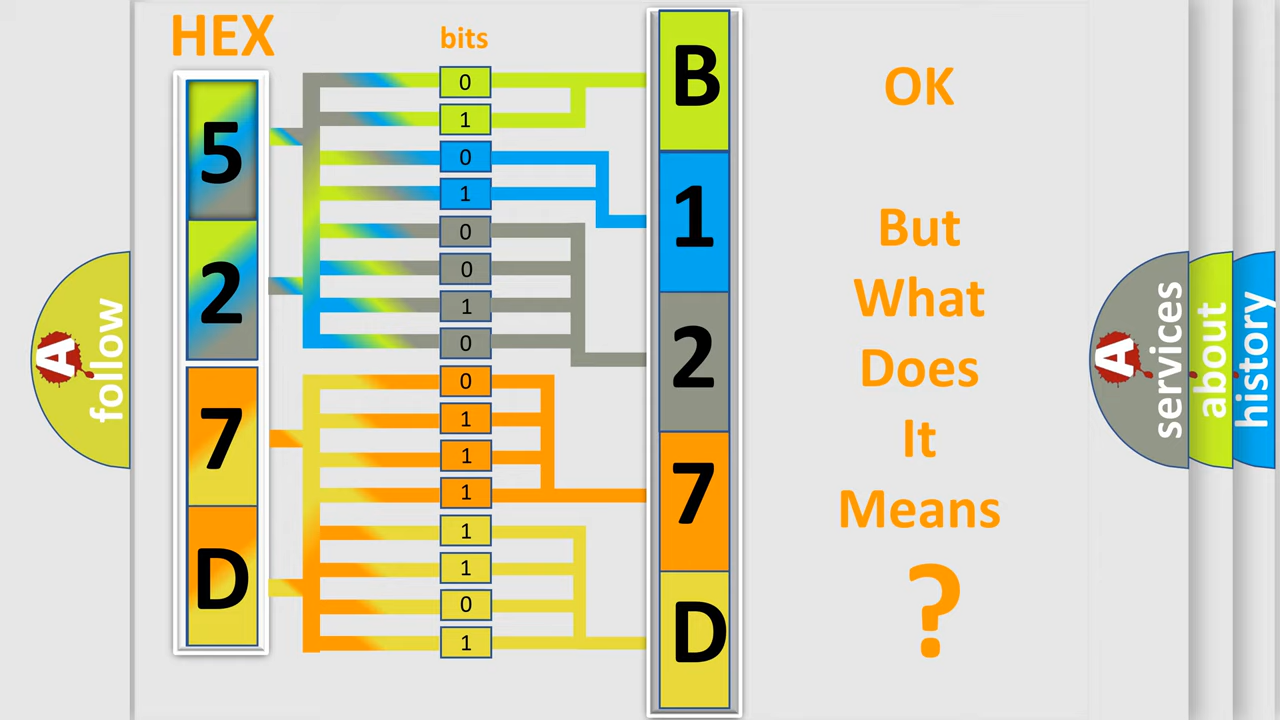 HEX
bits
5
2
7
D
0
1
0
1
0
0
1
0
0
1
1
1
1
1
0
1
B
1
2
7
D
OK
But
What
Does
It
Means
?
A
follow
A
services
about
history